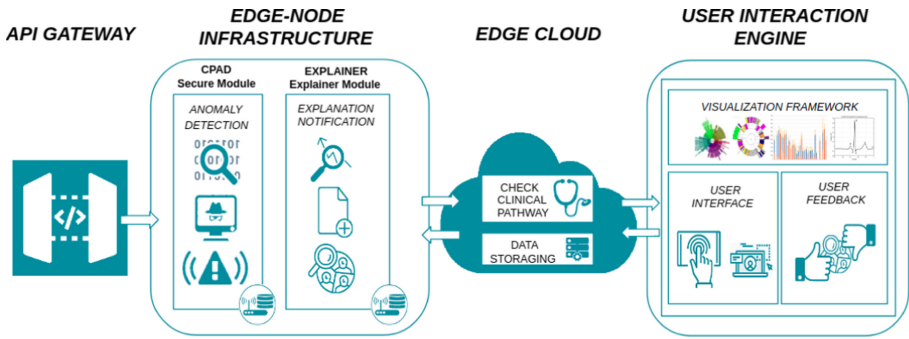 API GATEWAY
EDGE-NODE
INFRASTRUCTURE
EDGE CLOUD
USER INTERACTION
ENGINE
CPAD
Secure Module
EXPLAINER
Explainer Module
ANOMALY
DETECTION
EXPLANATION
NOTIFICATION
VISUALIZATION FRAMEWORK
CHECK
CLINICAL
PATHWAY
DATA
STORAGING
USER
INTERFACE
USER
FEEDBACK